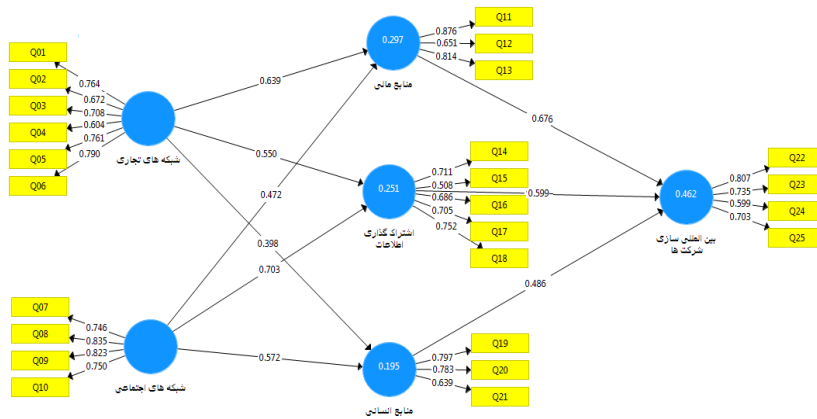 Q01
Q02
Q03
Q04
Q05
Q06
0.764
0.672
0.708
0.604
0.761
0.790
شبکه های تجاری
Q07
Q08
Q09
Q10
0.746
0.835
0.823
0.750
شبکه های اجتماعی
0.639
0.550
0.472
0.398
0.703
0.572
0.297
منابع مالی
0.876
0.651
0.814
Q11
Q12
Q13
0.251
اشتراک گذاری
اطلاعات
0.711
0.508
0.686
0.705
0.752
Q14
Q15
Q16
Q17
Q18
0.195
منابع انسانی
0.797
0.783
0.639
Q19
Q20
Q21
0.676
0.599
0.486
0.462
بین المللی سازی
شرکت ها
0.807
0.735
0.599
0.703
Q22
Q23
Q24
Q25